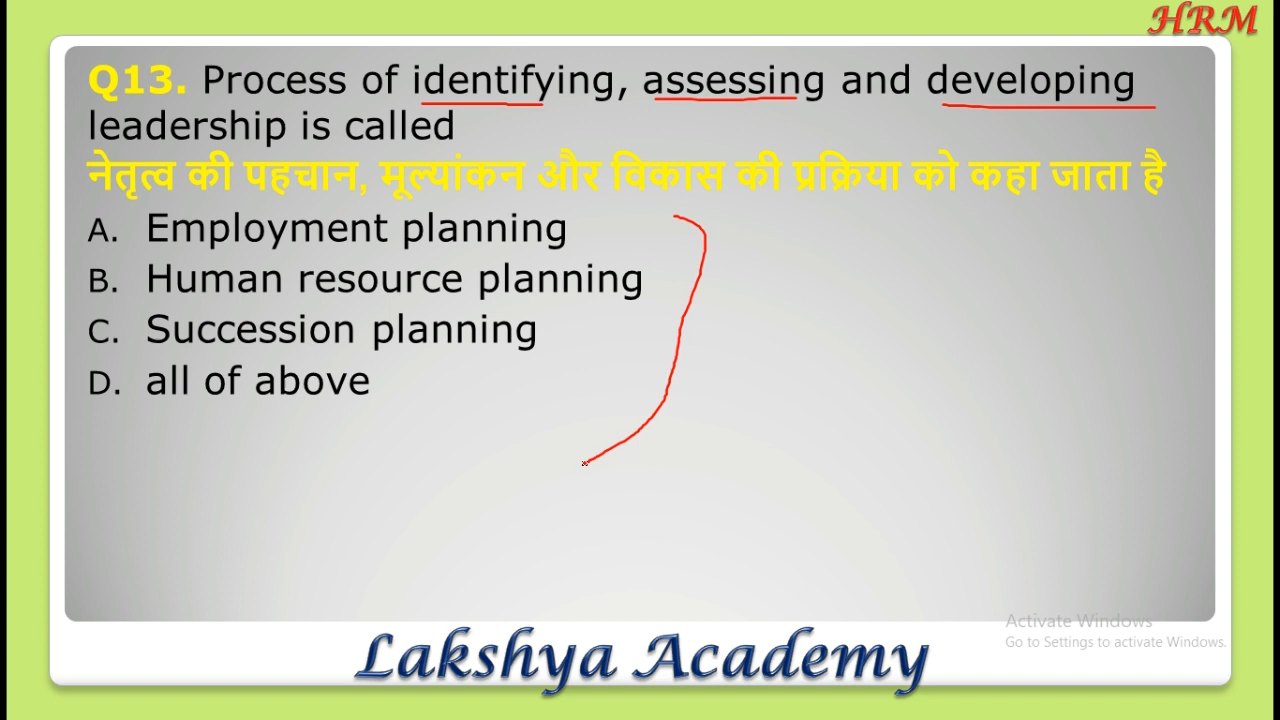 HRM
Q13. Process of identifying, assessing and developing
leadership is called
नेतृत्व की पहचान, मूल्यांकन और विकास की प्रक्रिया को कहा जाता है
A. Employment planning
B. Human resource planning
C. Succession planning
D. all of above
Activate Windows
Go to Settings to activate Windows.
Lakshya Academy